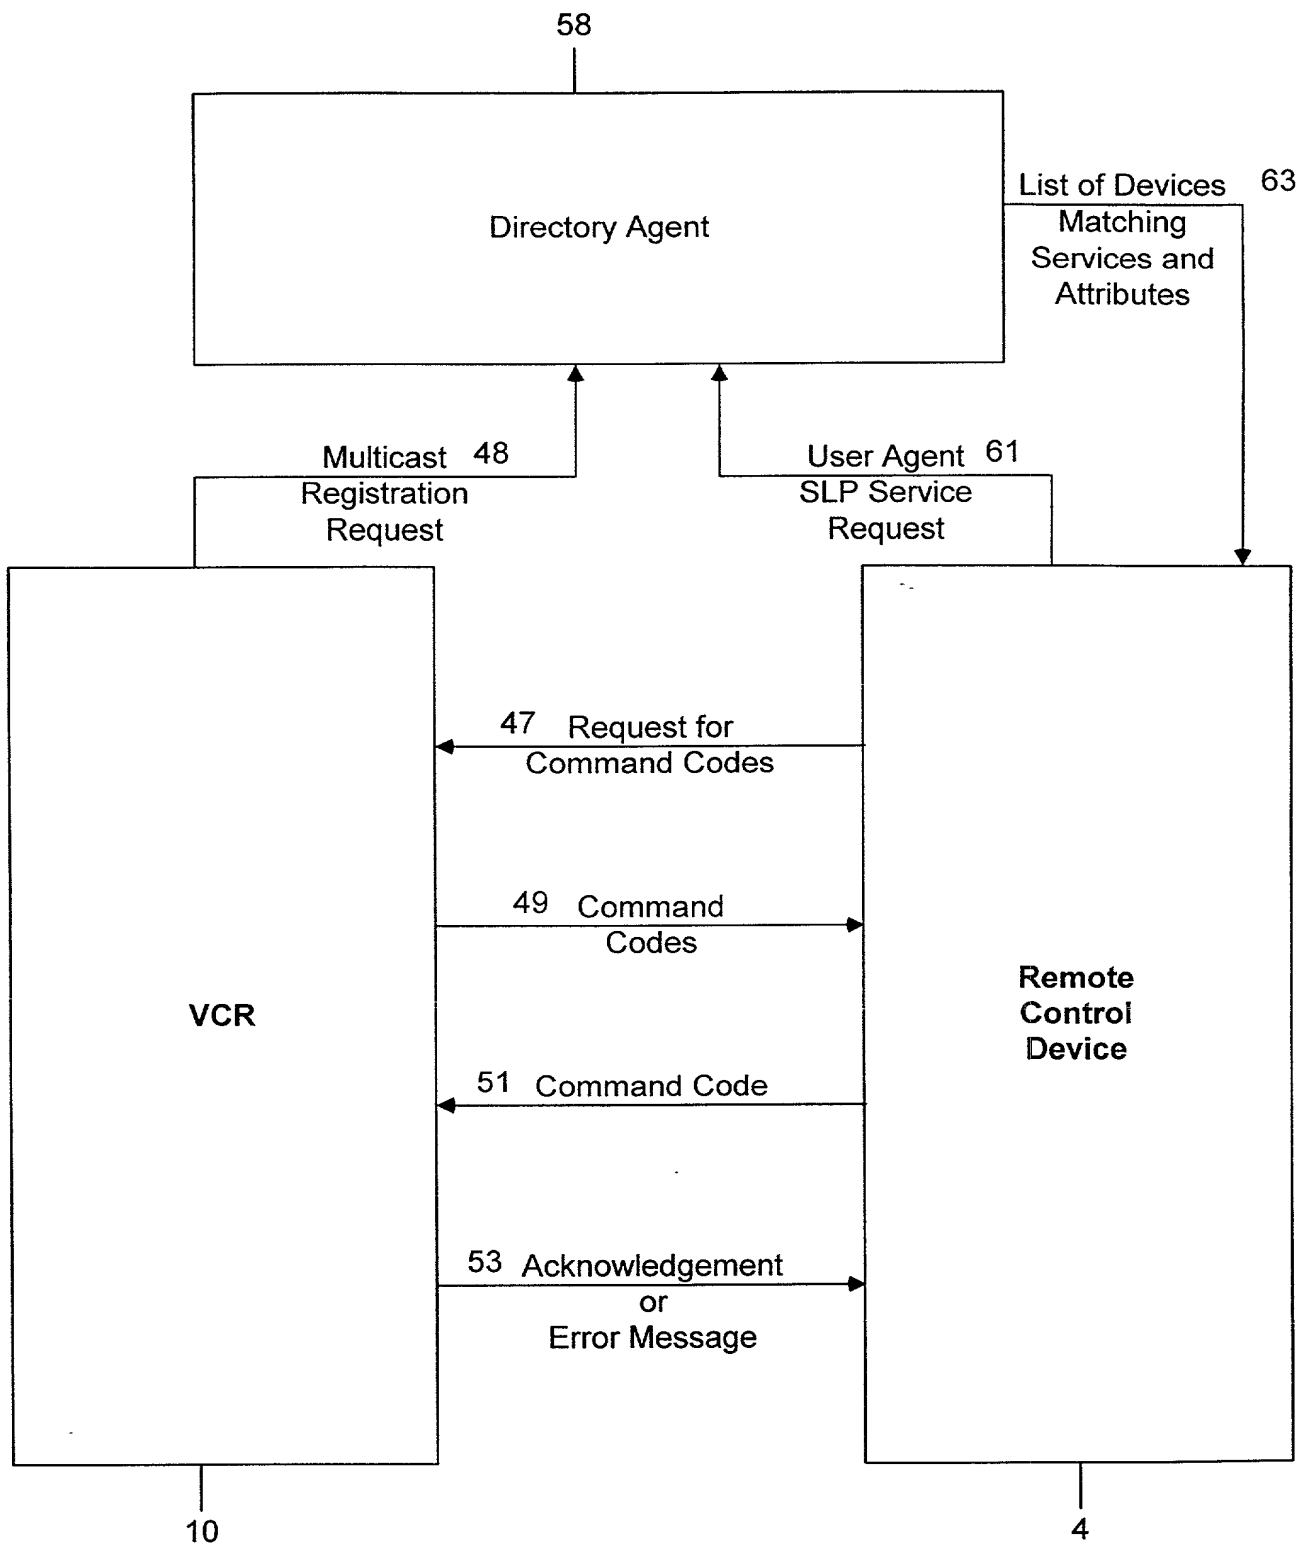 58
Directory Agent
List of Devices 63
Matching
Services and
Attributes
Multicast 48
Registration
Request
User Agent 61
SLP Service
Request
47 Request for
Command Codes
49 Command
Codes
VCR
Remote
Control
Device
51 Command Code
53 Acknowledgement
or
Error Message
10
4